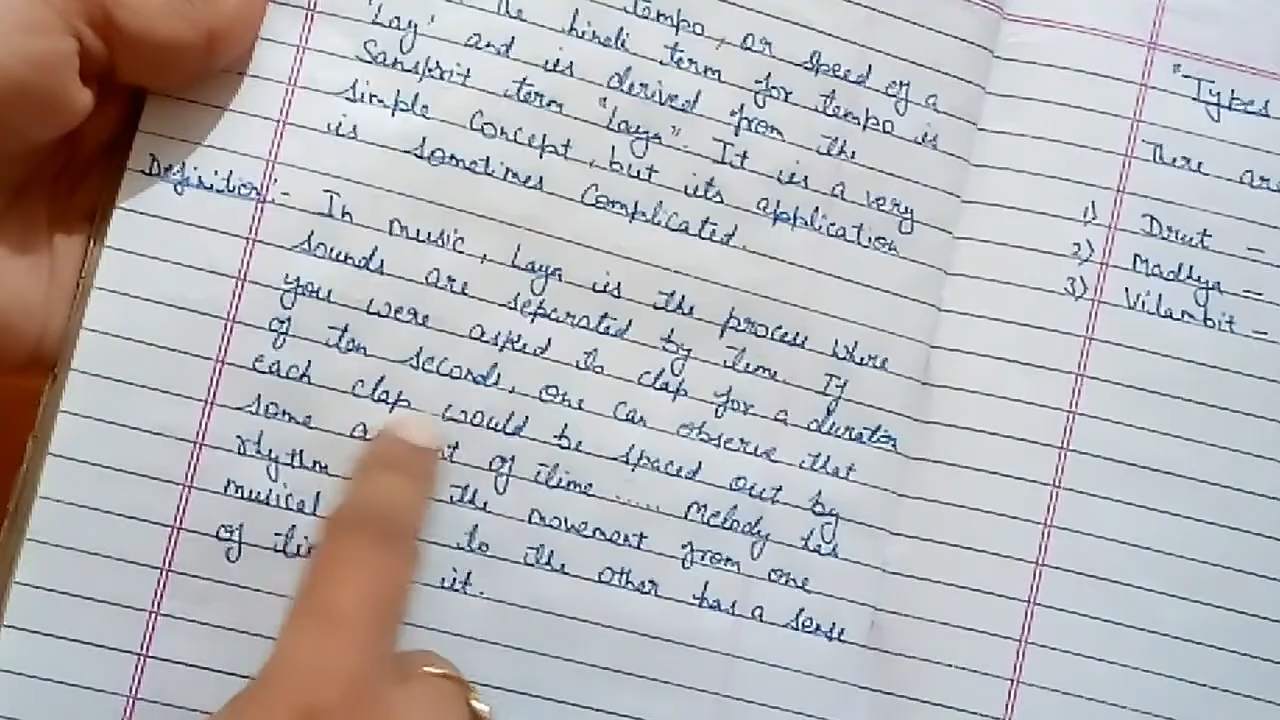 tempo, or speed of a
the hindi term for tempo is
'Lay' and is derived from the
Sanskrit term "Laya". It is a very
simple concept, but its application
is sometimes complicated.
Definition:- In music, Laya is the process where
sounds are separated by time. If
you were asked to clap for a duration
of ten seconds, one can observe that
each clap would be spaced out by
some of time ..... Melody has
rhythm the movement from one
musical to the other has a sense
of it.
"Types
There are
1) Drut =
2) Madhya =
3) Vilambit -